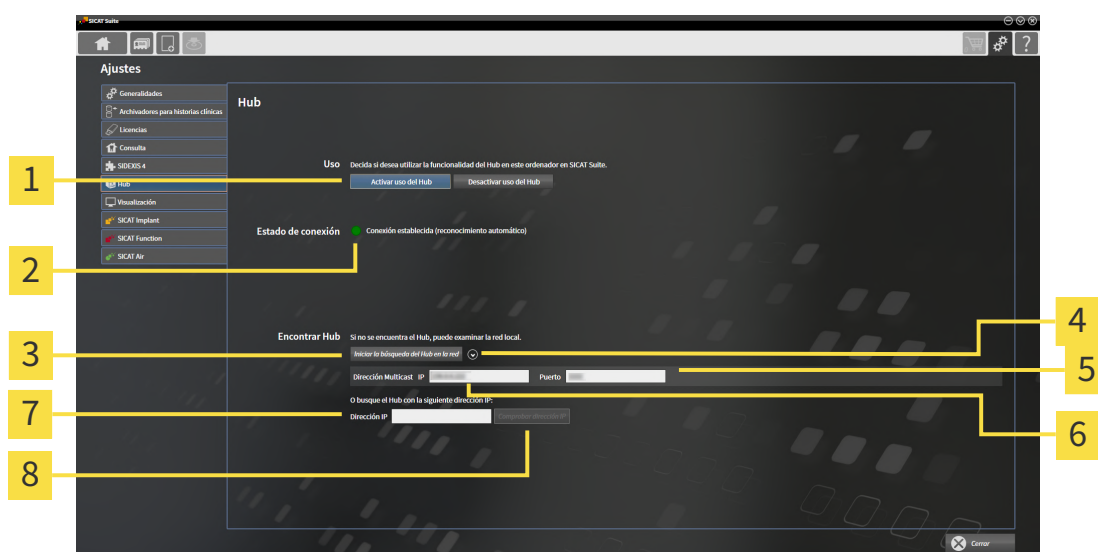 SICAT Suite
?
Ajustes
Generalidades
Archivadores para historias clínicas
Licencias
Consulta
SIDEXIS 4
Hub
Visualización
SICAT Implant
SICAT Function
SICAT Air
Hub
Uso Decida si desea utilizar la funcionalidad del Hub en este ordenador en SICAT Suite.
Activar uso del Hub Desactivar uso del Hub
Estado de conexión Conexión establecida (reconocimiento automático)
Encontrar Hub Si no se encuentra el Hub, puede examinar la red local.
Iniciar la búsqueda del Hub en la red
Dirección Multicast IP Puerto
O busque el Hub con la siguiente dirección IP:
Dirección IP Comprobar dirección IP
Cerrar
1
2
3
4
5
6
7
8